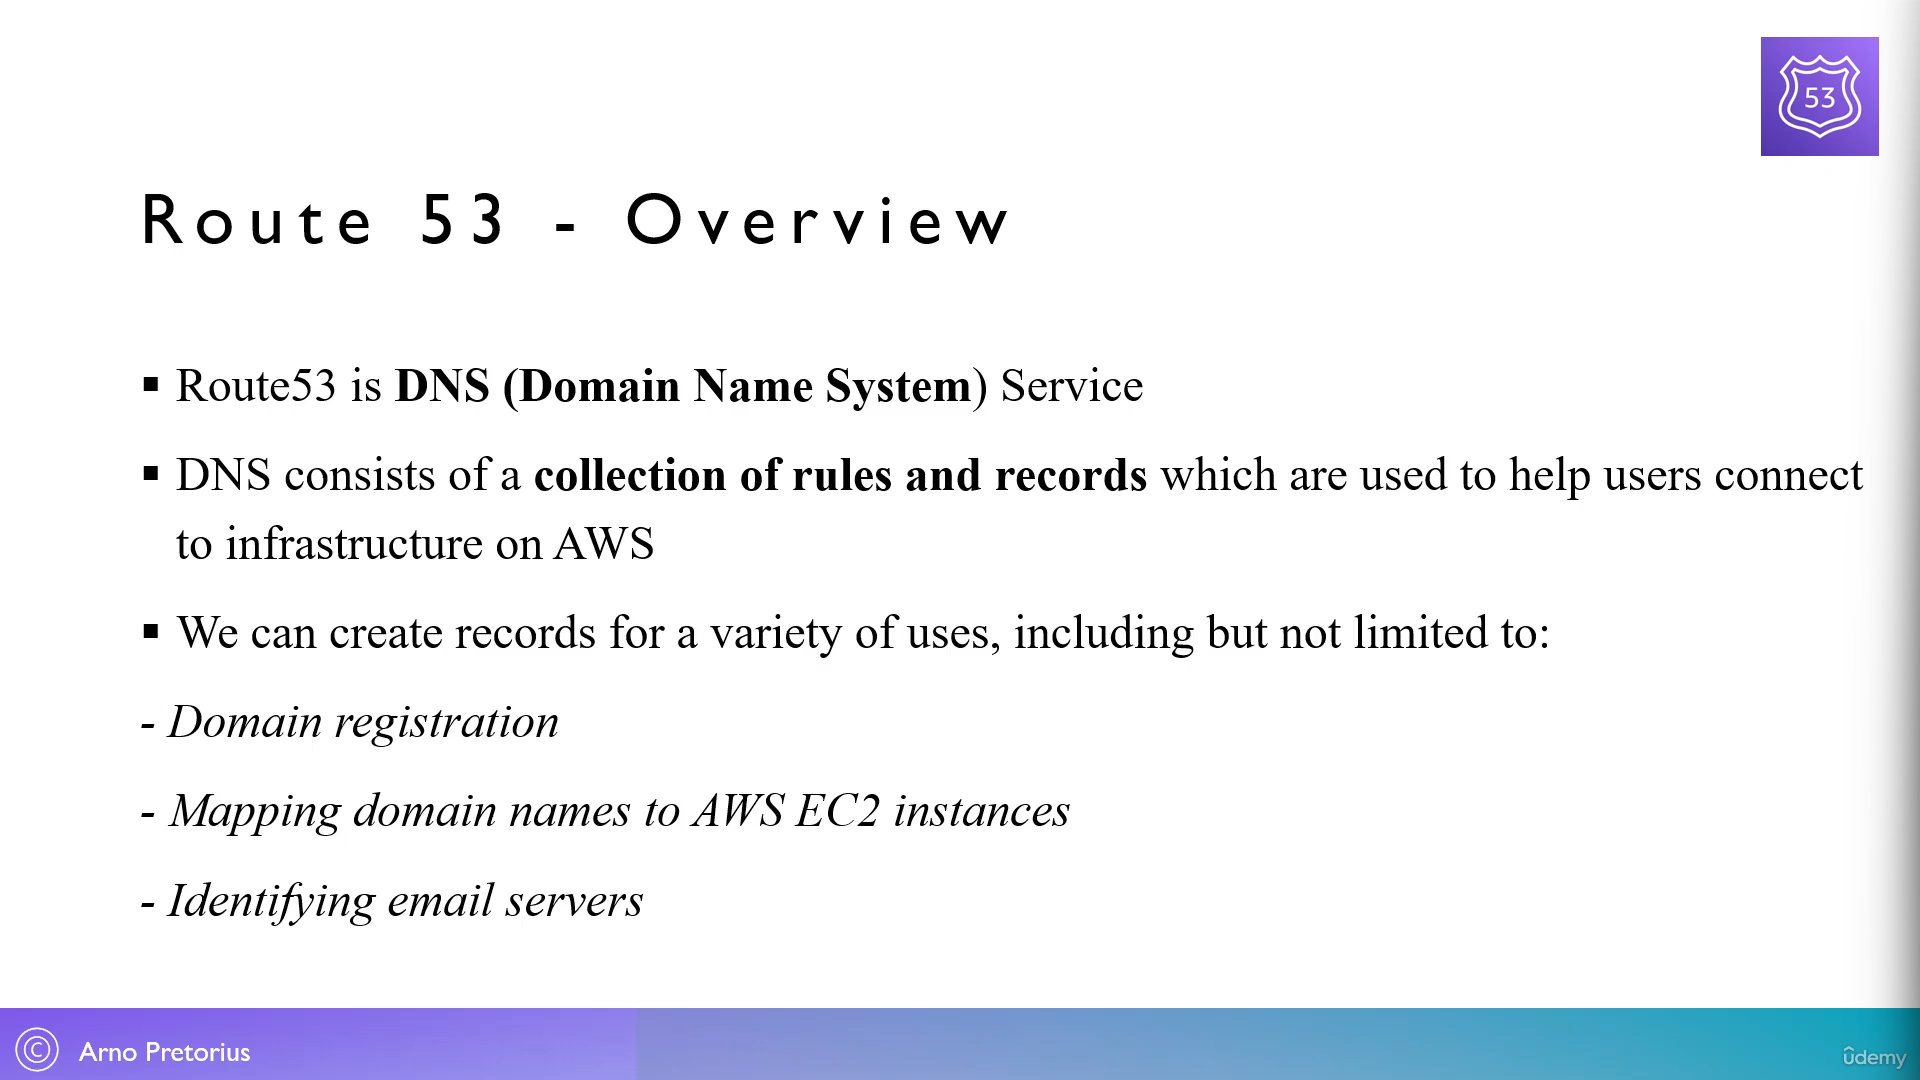 53
Route 53 - Overview
▪ Route53 is DNS (Domain Name System) Service
▪ DNS consists of a collection of rules and records which are used to help users connect
to infrastructure on AWS
▪ We can create records for a variety of uses, including but not limited to:
- Domain registration
- Mapping domain names to AWS EC2 instances
- Identifying email servers
© Arno Pretorius
ûdemy